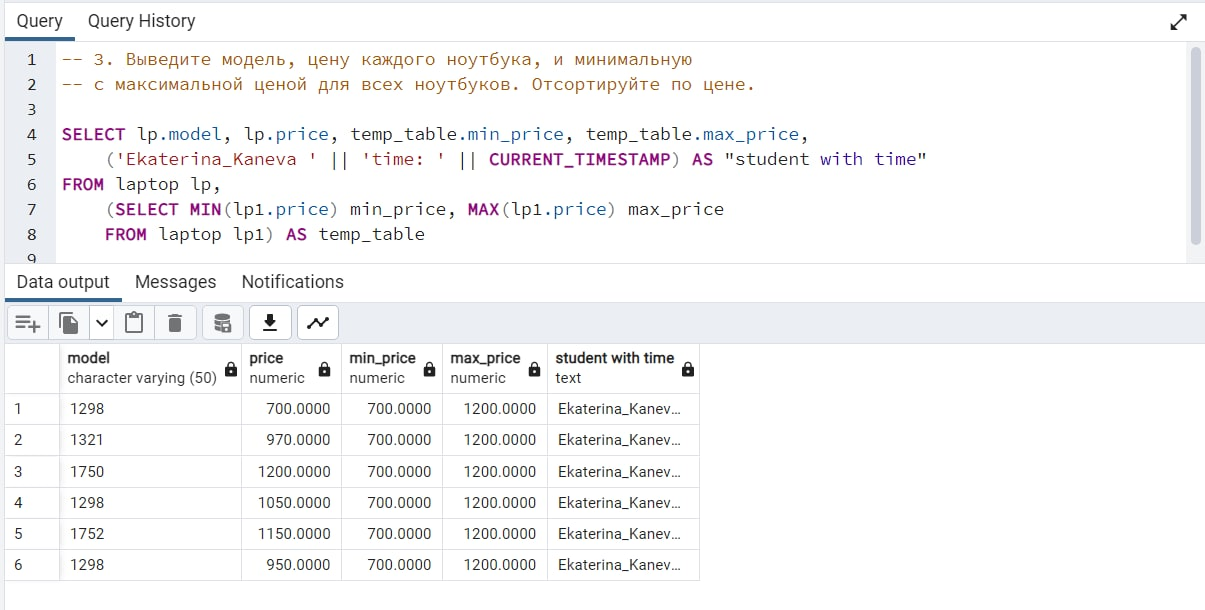 Query Query History
1 -- 3. Выведите модель, цену каждого ноутбука, и минимальную
2 -- с максимальной ценой для всех ноутбуков. Отсортируйте по цене.
3
4 SELECT lp.model, lp.price, temp_table.min_price, temp_table.max_price,
5 ('Ekaterina_Kaneva ' || 'time: ' || CURRENT_TIMESTAMP) AS "student with time"
6 FROM laptop lp,
7 (SELECT MIN(lp1.price) min_price, MAX(lp1.price) max_price
8 FROM laptop lp1) AS temp_table
9
Data output Messages Notifications
model price min_price max_price student with time
character varying (50) numeric numeric numeric text
1 1298 700.0000 700.0000 1200.0000 Ekaterina_Kanev...
2 1321 970.0000 700.0000 1200.0000 Ekaterina_Kanev...
3 1750 1200.0000 700.0000 1200.0000 Ekaterina_Kanev...
4 1298 1050.0000 700.0000 1200.0000 Ekaterina_Kanev...
5 1752 1150.0000 700.0000 1200.0000 Ekaterina_Kanev...
6 1298 950.0000 700.0000 1200.0000 Ekaterina_Kanev...